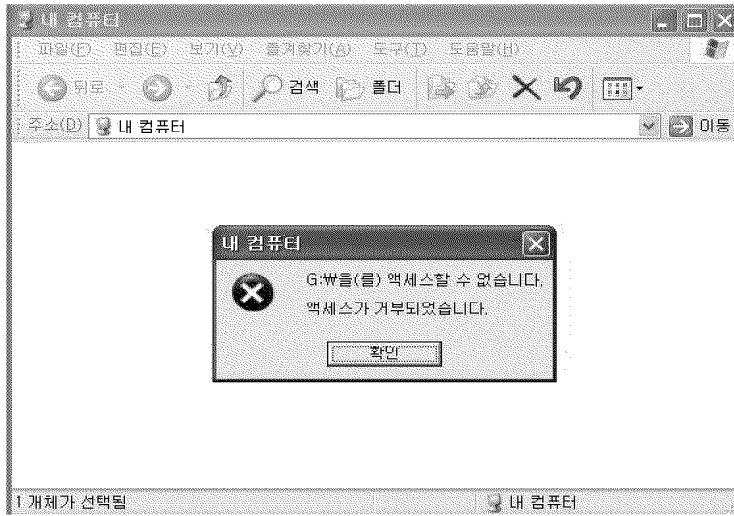 내 컴퓨터
파일(F) 편집(E) 보기(V) 즐겨찾기(A) 도구(T) 도움말(H)
뒤로 검색 폴더
주소(D) 내 컴퓨터 이동
내 컴퓨터
G:₩을(를) 액세스할 수 없습니다.
액세스가 거부되었습니다.
확인
1 개체가 선택됨 내 컴퓨터